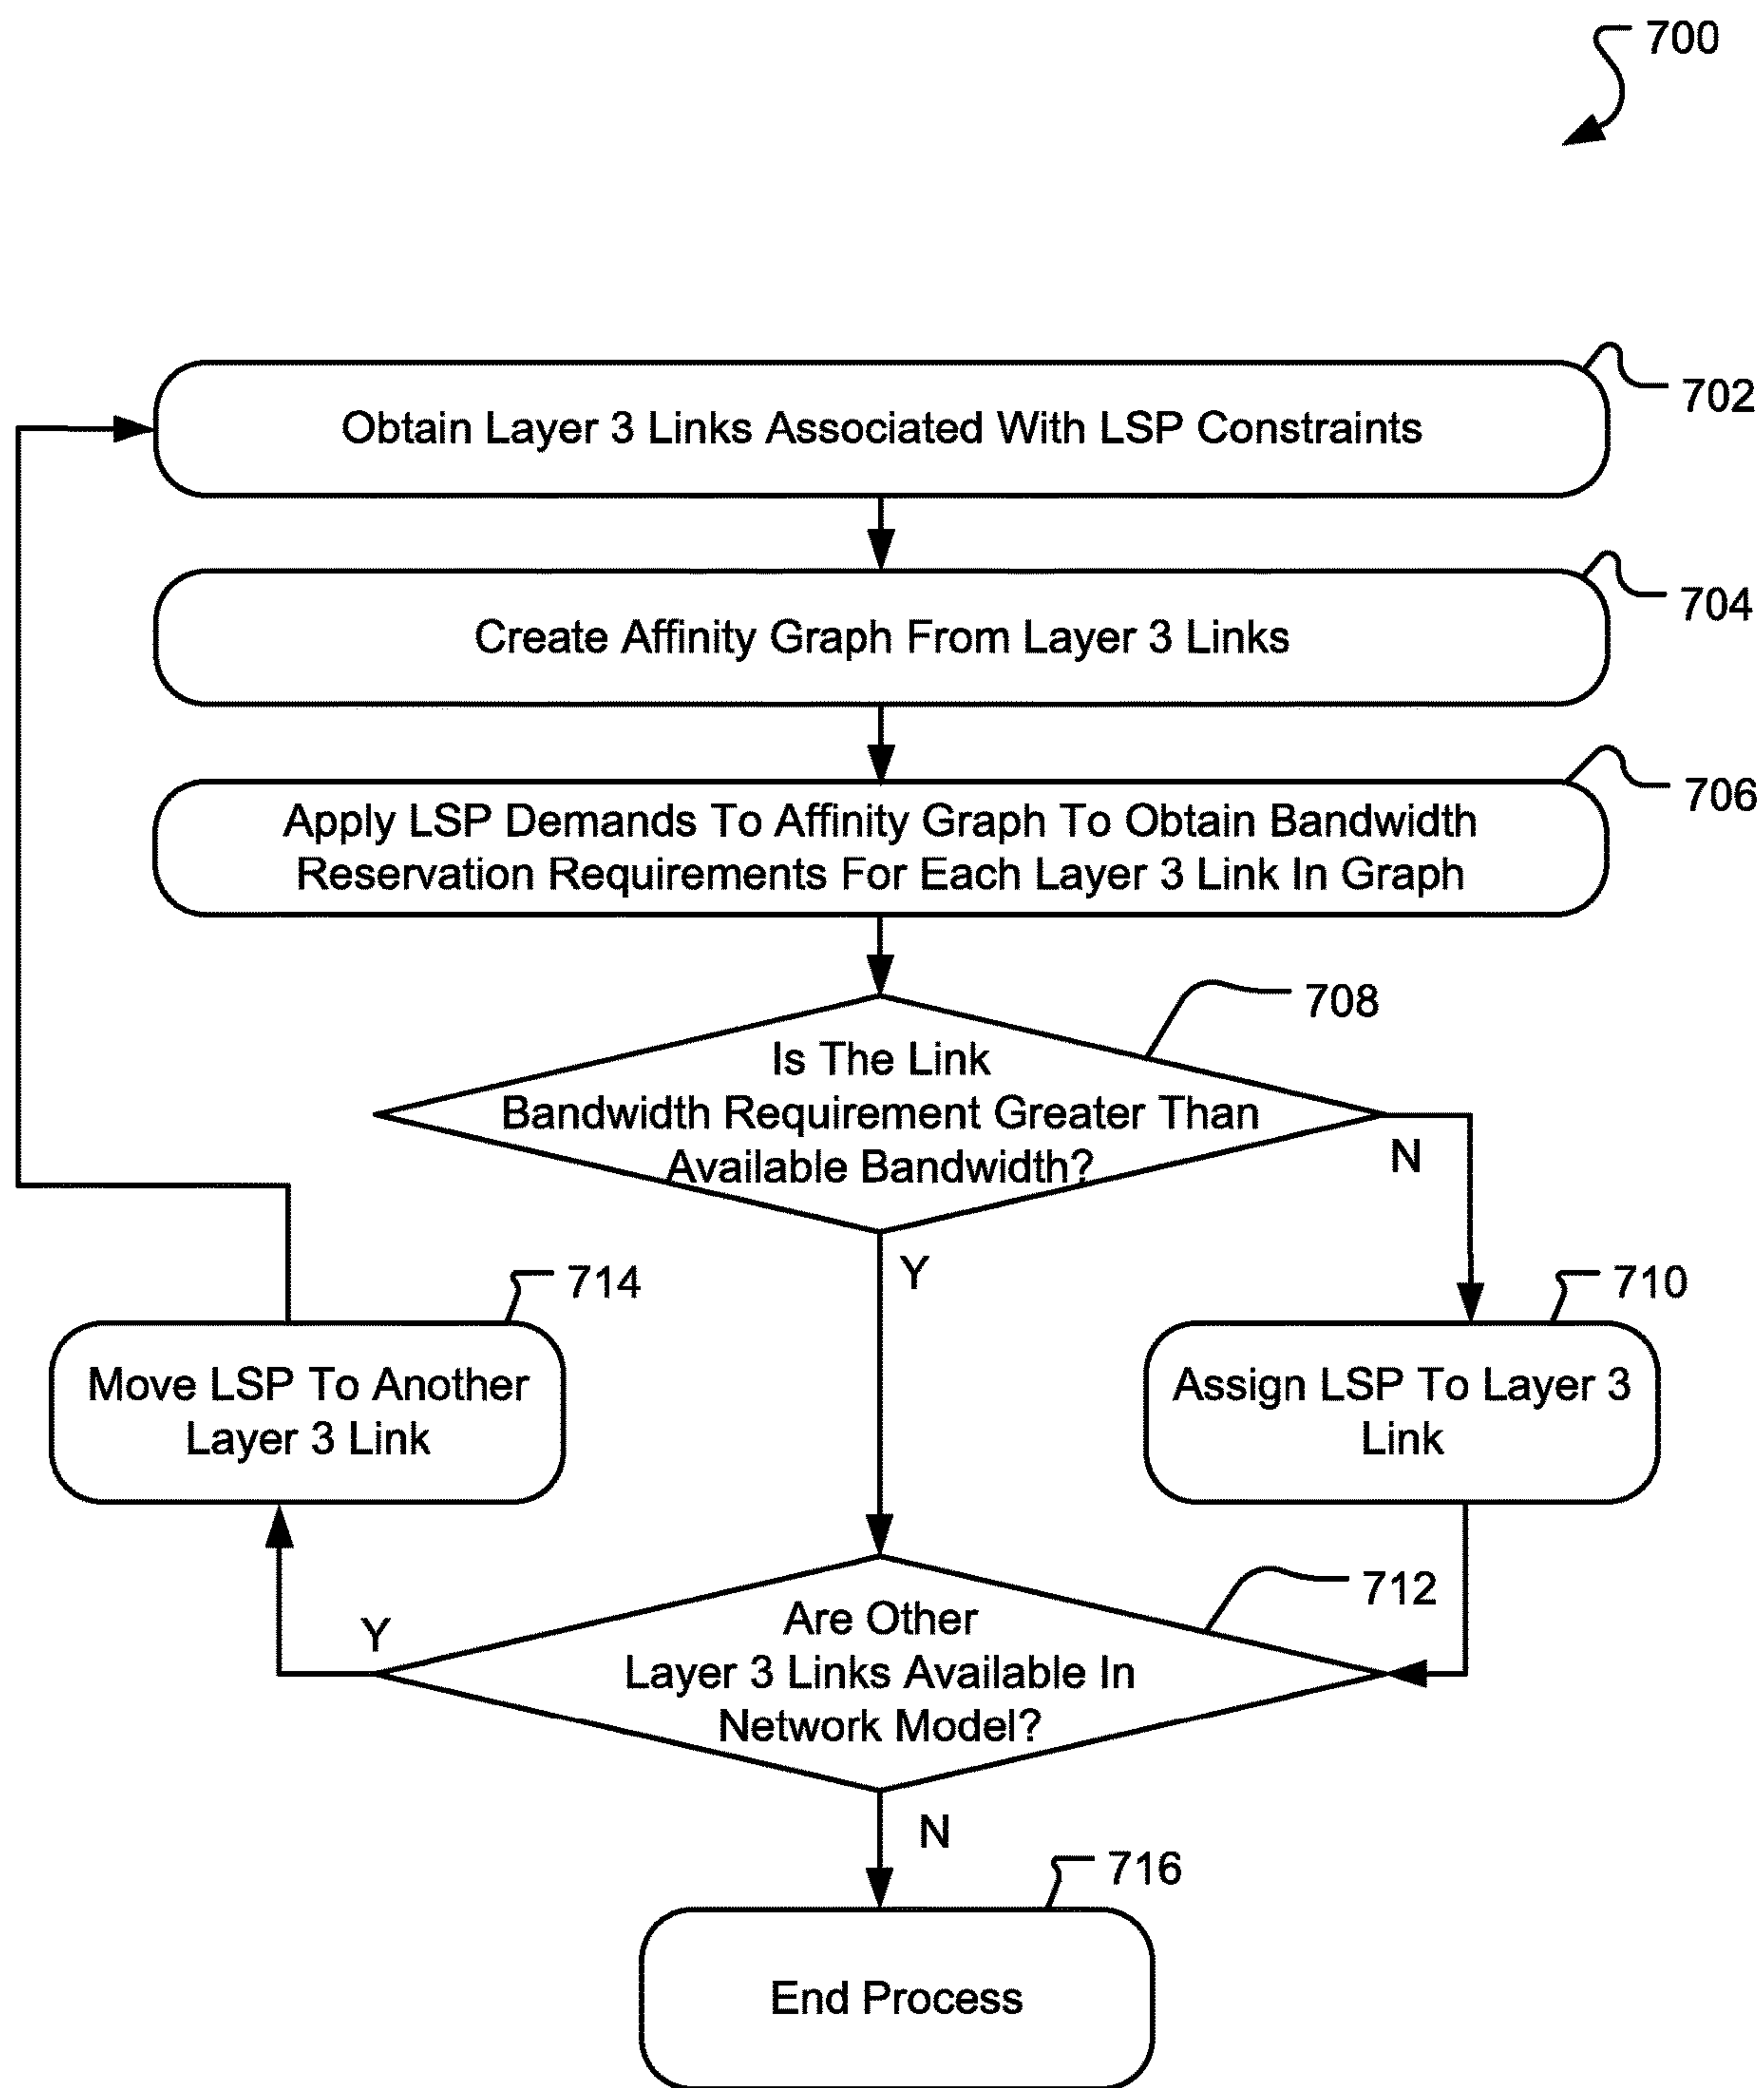 700
702
Obtain Layer 3 Links Associated With LSP Constraints
704
Create Affinity Graph From Layer 3 Links
706
Apply LSP Demands To Affinity Graph To Obtain Bandwidth
Reservation Requirements For Each Layer 3 Link In Graph
708
Is The Link
Bandwidth Requirement Greater Than
Available Bandwidth?
N
Y
714
710
Move LSP To Another
Layer 3 Link
Assign LSP To Layer 3
Link
712
Are Other
Layer 3 Links Available In
Network Model?
Y
N
716
End Process